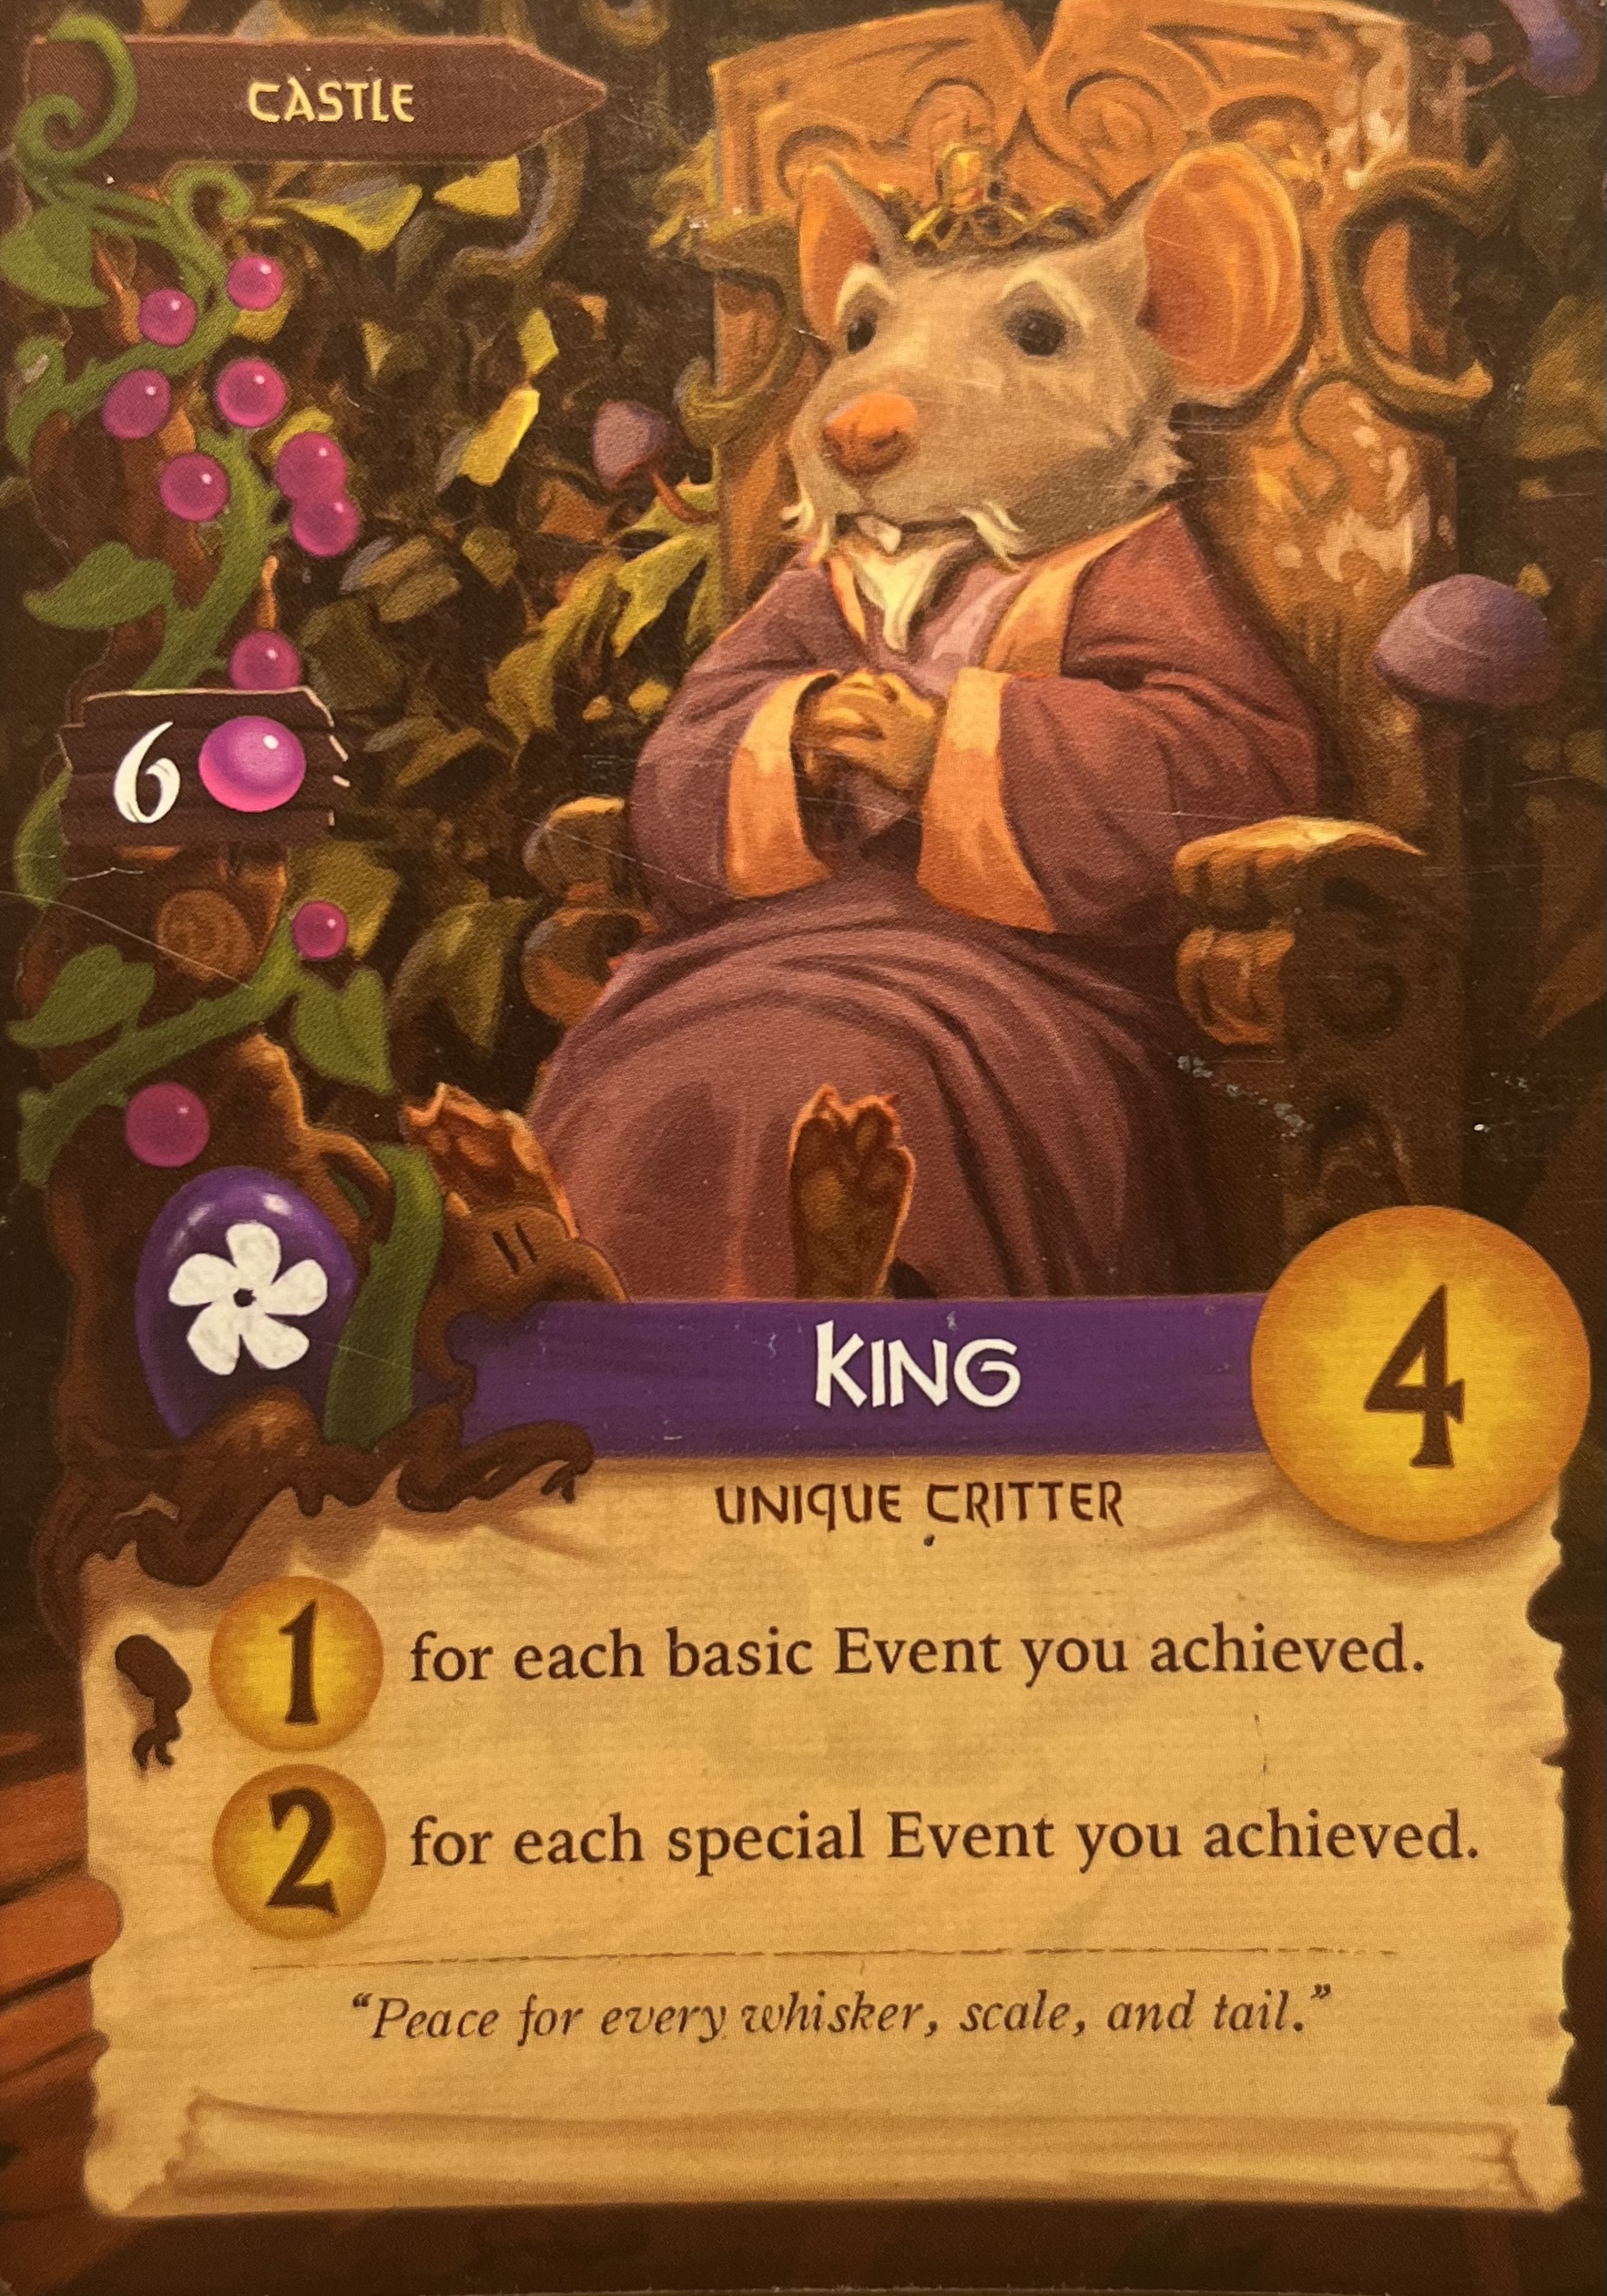 CASTLE
6
KING
4
UNIQUE CRITTER
1 for each basic Event you achieved.
2 for each special Event you achieved.
“Peace for every whisker, scale, and tail.”